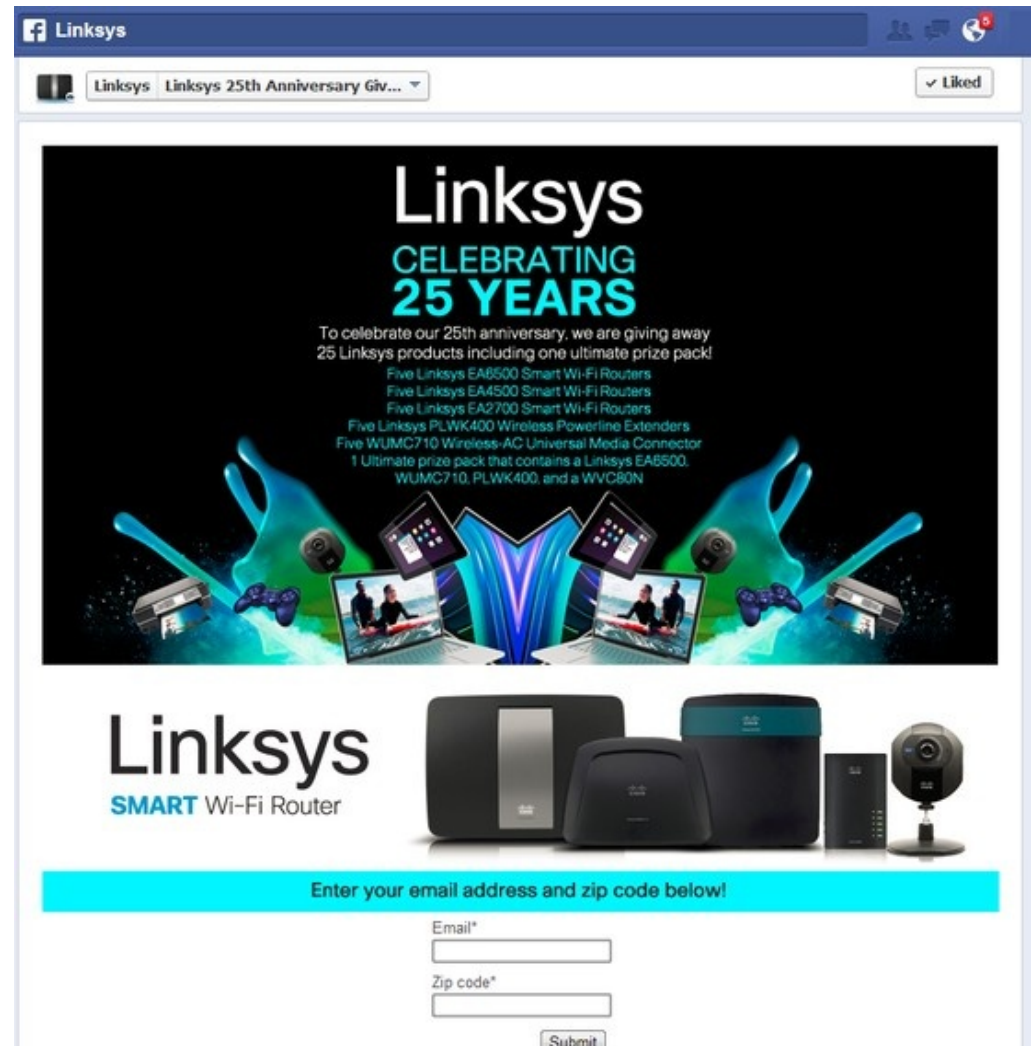 Linksys
5
Linksys Linksys 25th Anniversary Giv...
✓ Liked
Linksys
CELEBRATING
25 YEARS
To celebrate our 25th anniversary, we are giving away
25 Linksys products including one ultimate prize pack!
Five Linksys EA6500 Smart Wi-Fi Routers
Five Linksys EA4500 Smart Wi-Fi Routers
Five Linksys EA2700 Smart Wi-Fi Routers
Five Linksys PLWK400 Wireless Powerline Extenders
Five WUMC710 Wireless-AC Universal Media Connector
1 Ultimate prize pack that contains a Linksys EA6500,
WUMC710, PLWK400, and a WVC80N
Linksys
SMART Wi-Fi Router
Enter your email address and zip code below!
Email*
Zip code*
Submit